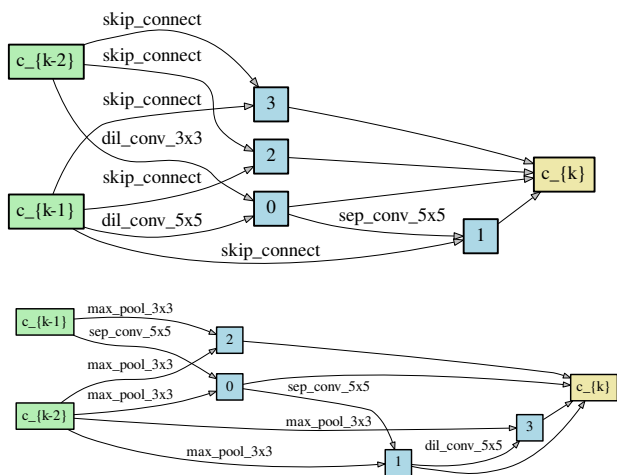 skip_connect
c_{k-2}
skip_connect
skip_connect
3
dil_conv_3x3
2
c_{k}
skip_connect
c_{k-1}
0
dil_conv_5x5
sep_conv_5x5
1
skip_connect
max_pool_3x3
c_{k-1}
sep_conv_5x5
2
max_pool_3x3
0
sep_conv_5x5
c_{k}
max_pool_3x3
c_{k-2}
max_pool_3x3
3
dil_conv_5x5
max_pool_3x3
1